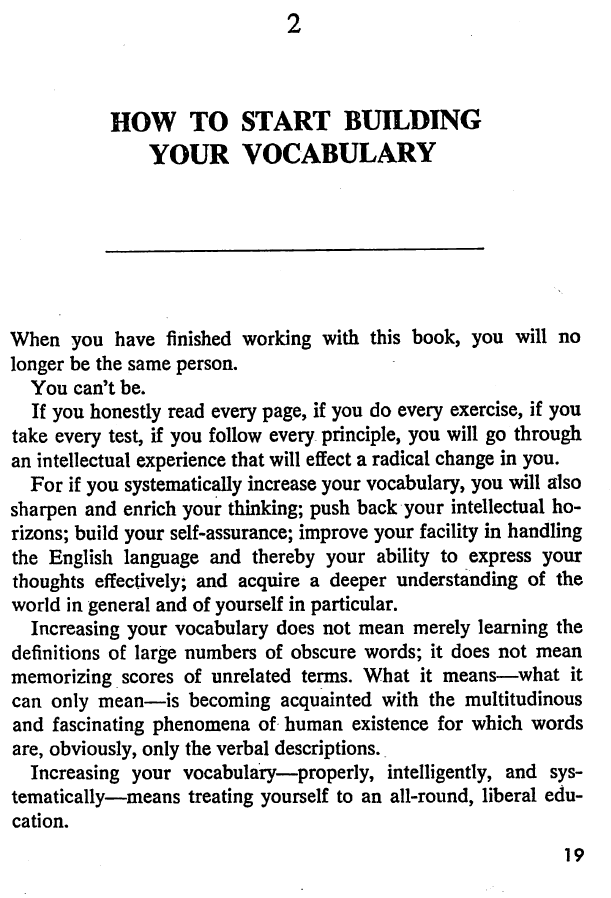 2
HOW TO START BUILDING
YOUR VOCABULARY
When you have finished working with this book, you will no
longer be the same person.
You can't be.
If you honestly read every page, if you do every exercise, if you
take every test, if you follow every principle, you will go through
an intellectual experience that will effect a radical change in you.
For if you systematically increase your vocabulary, you will also
sharpen and enrich your thinking; push back your intellectual ho-
rizons; build your self-assurance; improve your facility in handling
the English language and thereby your ability to express your
thoughts effectively; and acquire a deeper understanding of the
world in general and of yourself in particular.
Increasing your vocabulary does not mean merely learning the
definitions of large numbers of obscure words; it does not mean
memorizing scores of unrelated terms. What it means—what it
can only mean—is becoming acquainted with the multitudinous
and fascinating phenomena of human existence for which words
are, obviously, only the verbal descriptions.
Increasing your vocabulary—properly, intelligently, and sys-
tematically—means treating yourself to an all-round, liberal edu-
cation.
19